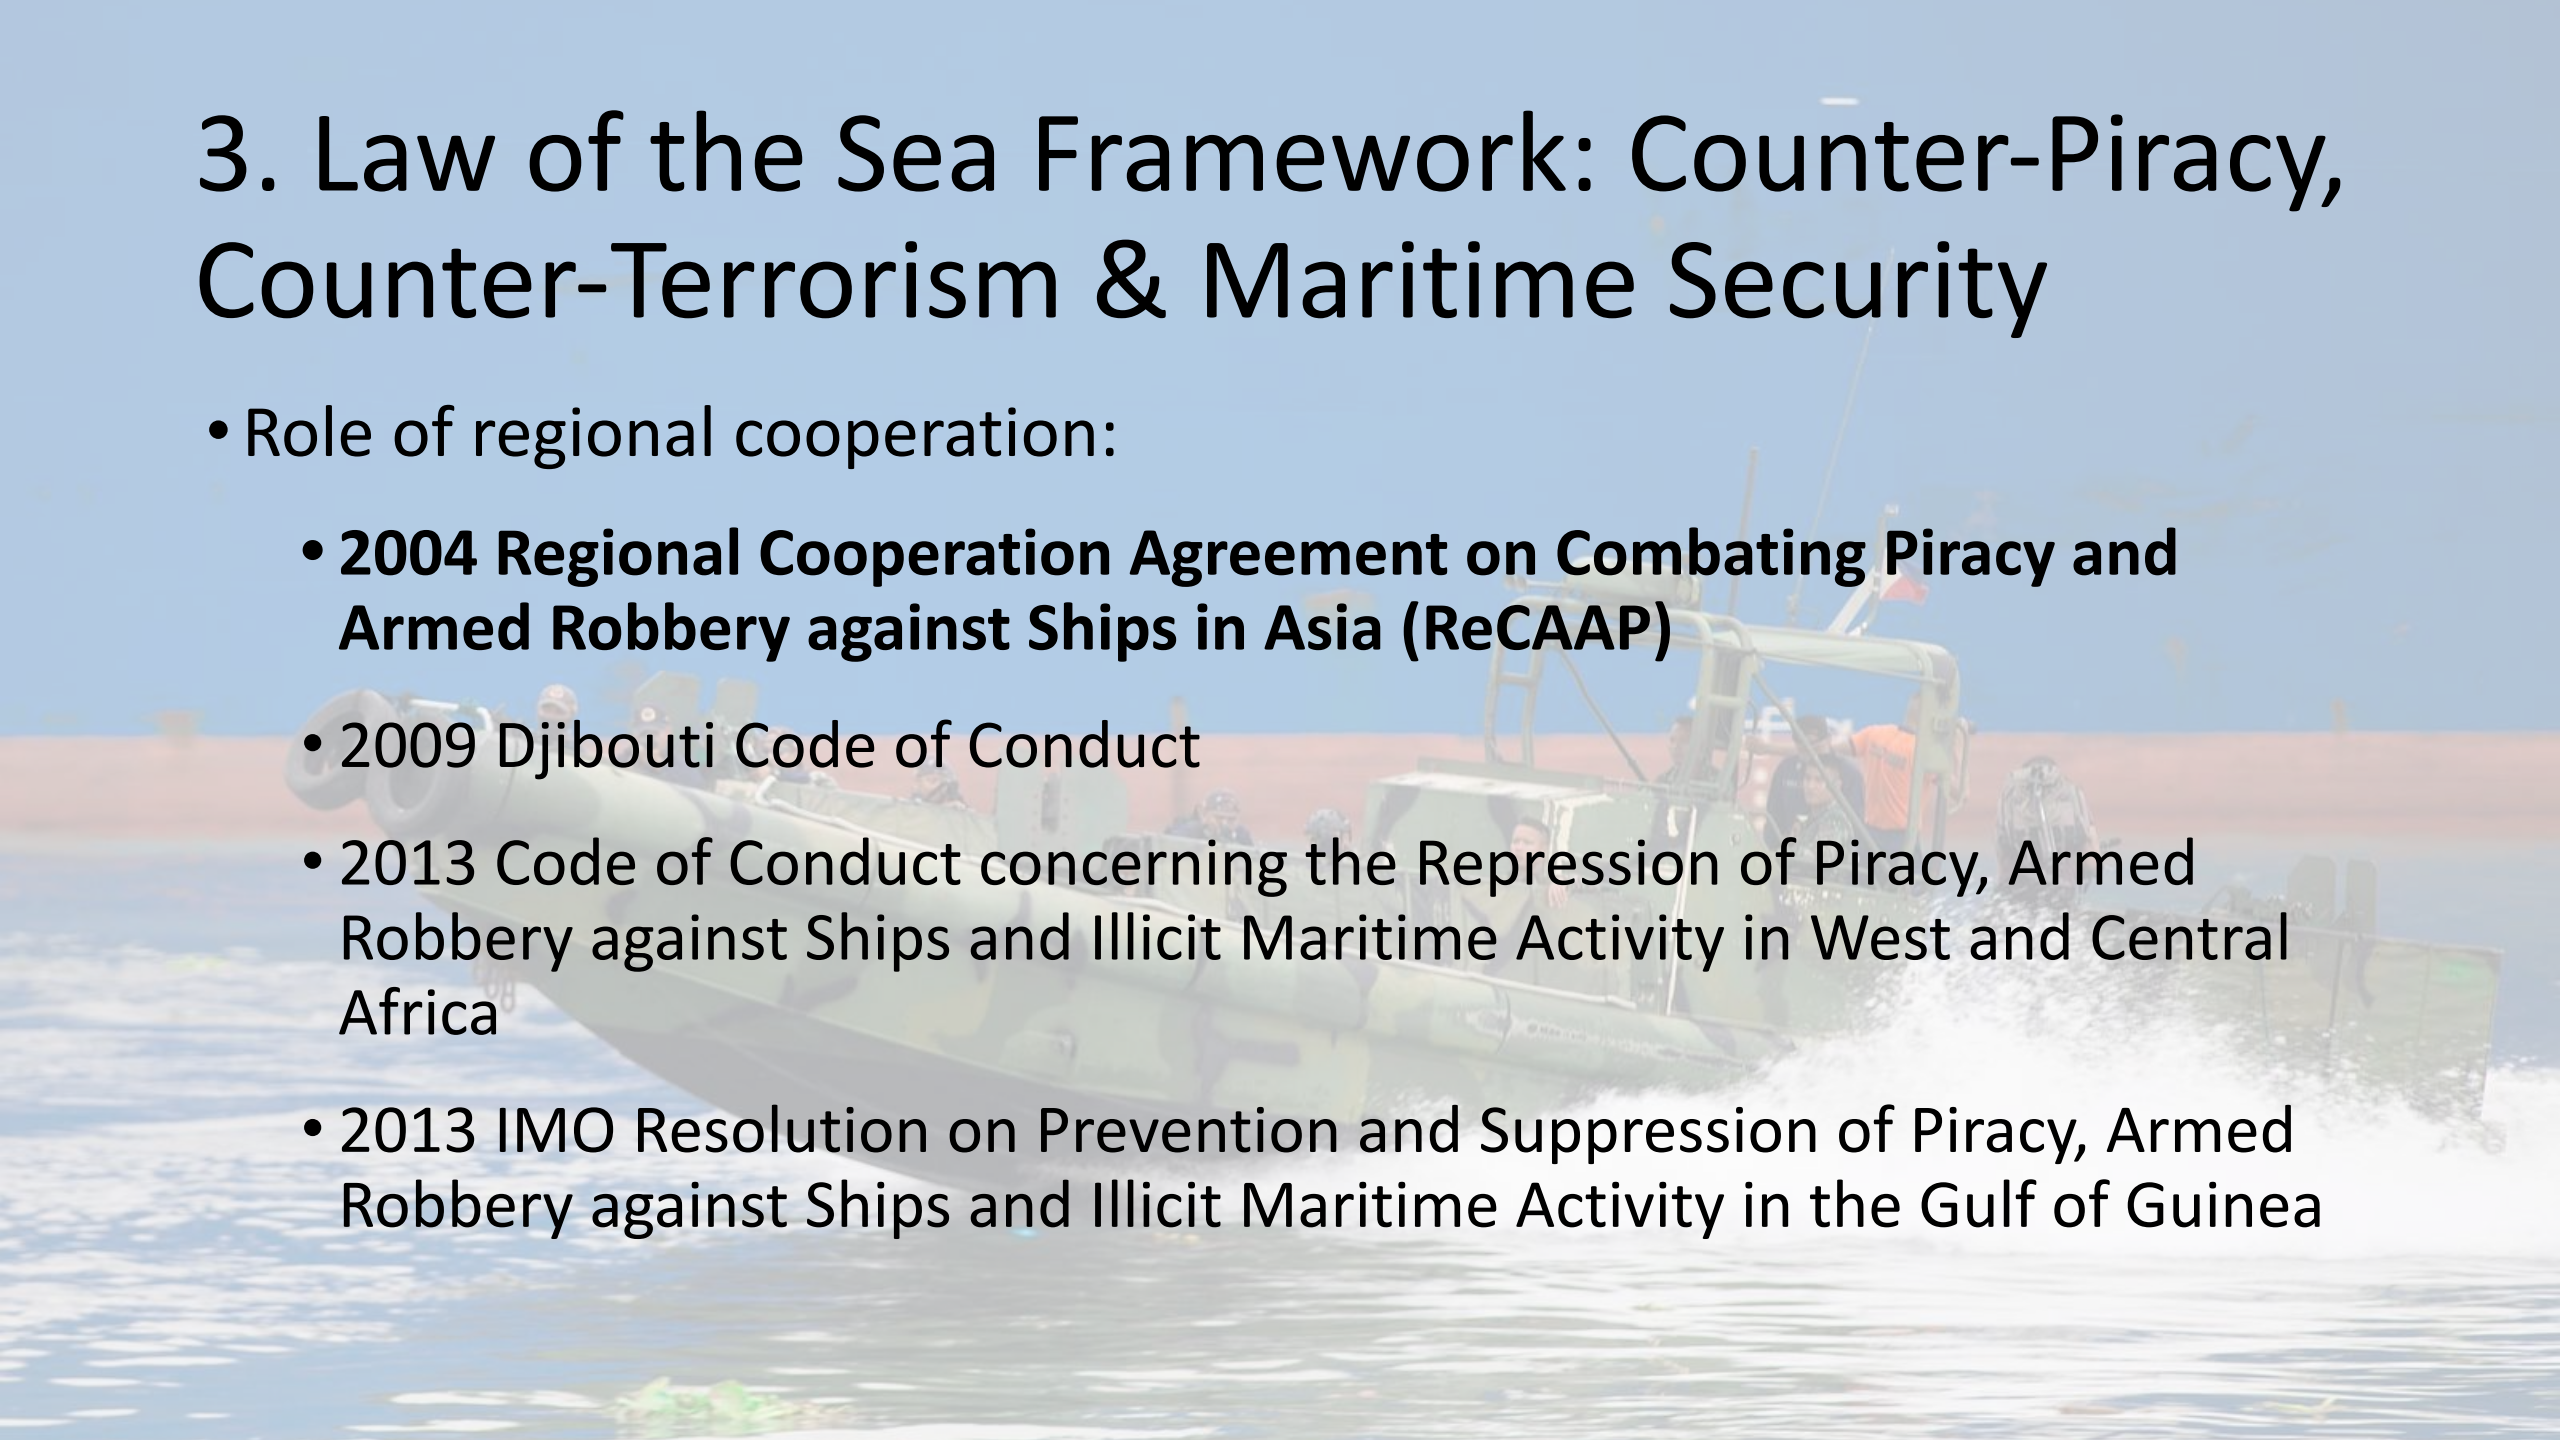 3. Law of the Sea Framework: Counter-Piracy,
Counter-Terrorism & Maritime Security
• Role of regional cooperation:
• 2004 Regional Cooperation Agreement on Combating Piracy and
Armed Robbery against Ships in Asia (ReCAAP)
• 2009 Djibouti Code of Conduct
• 2013 Code of Conduct concerning the Repression of Piracy, Armed
Robbery against Ships and Illicit Maritime Activity in West and Central
Africa
• 2013 IMO Resolution on Prevention and Suppression of Piracy, Armed
Robbery against Ships and Illicit Maritime Activity in the Gulf of Guinea